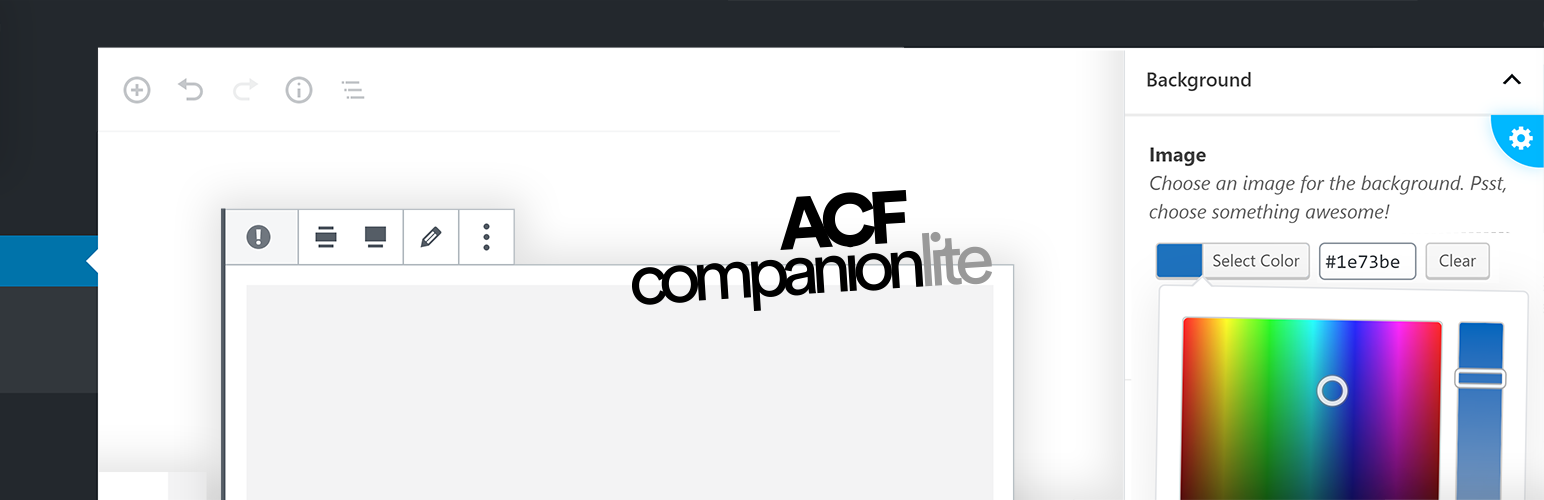 Background
Image
Choose an image for the background. Psst,
choose something awesome!
ACF
companionlite
Select Color
#1e73be
Clear